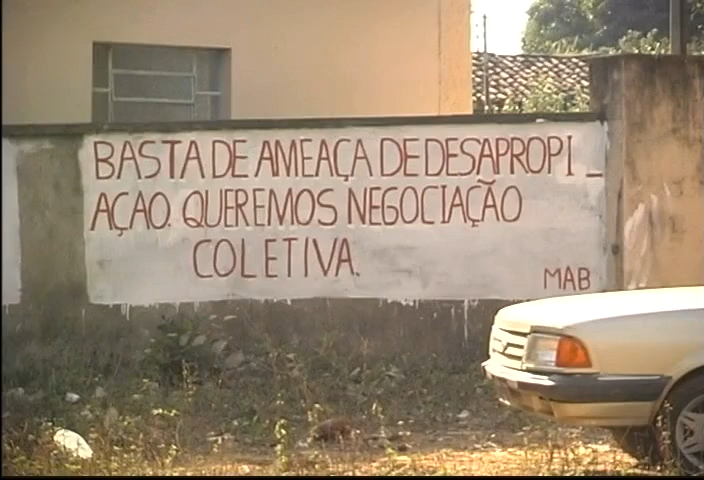 BASTA DE AMEAÇA DE DESAPROPI_
AÇAO. QUEREMOS NEGOCIAÇÃO
COLETIVA.
MAB